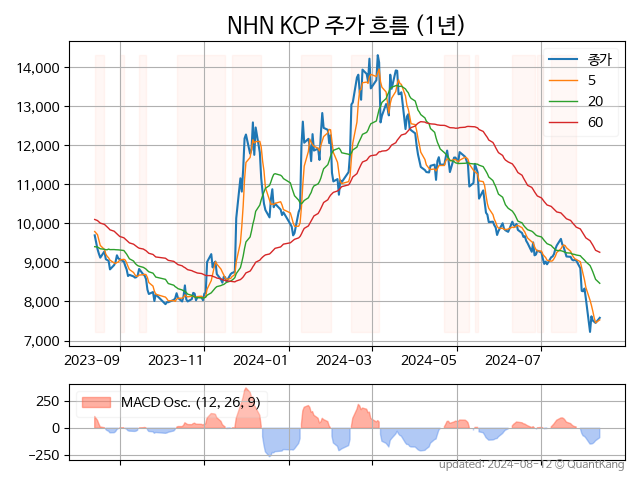 NHN KCP 주가 흐름 (1년)
종가
5
20
60
14,000
13,000
12,000
11,000
10,000
9,000
8,000
7,000
2023-09 2023-11 2024-01 2024-03 2024-05 2024-07
MACD Osc. (12, 26, 9)
250
0
−250
updated: 2024-08-12 © QuantKang